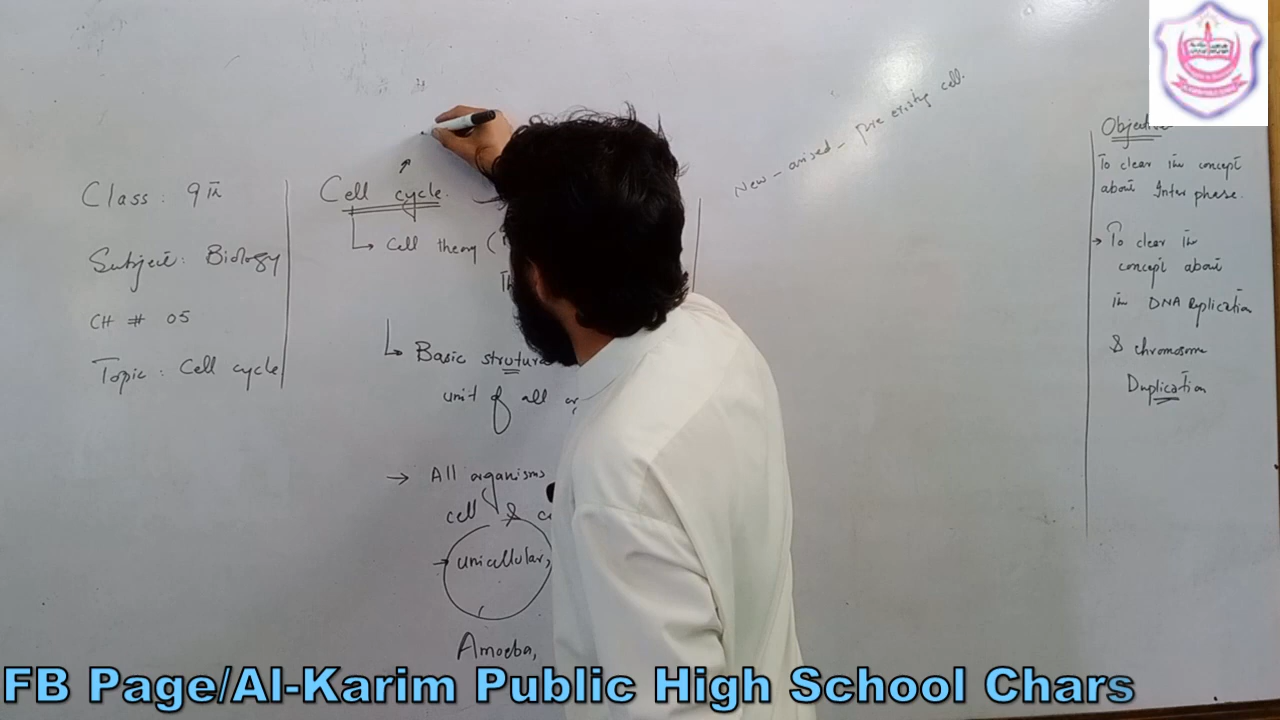 Class: 9th
Subject: Biology
CH # 05
Topic: Cell cycle
Cell cycle.
Cell theory (
Basic strutura
unit of all
All organisms
cell &
unicellular,
Amoeba,
New - arised - pre existing cell.
Objective
To clear the concept
about Inter phase.
→ To clear the
concept about
the DNA Replication
& chromosome
Duplication
FB Page/Al-Karim Public High School Chars